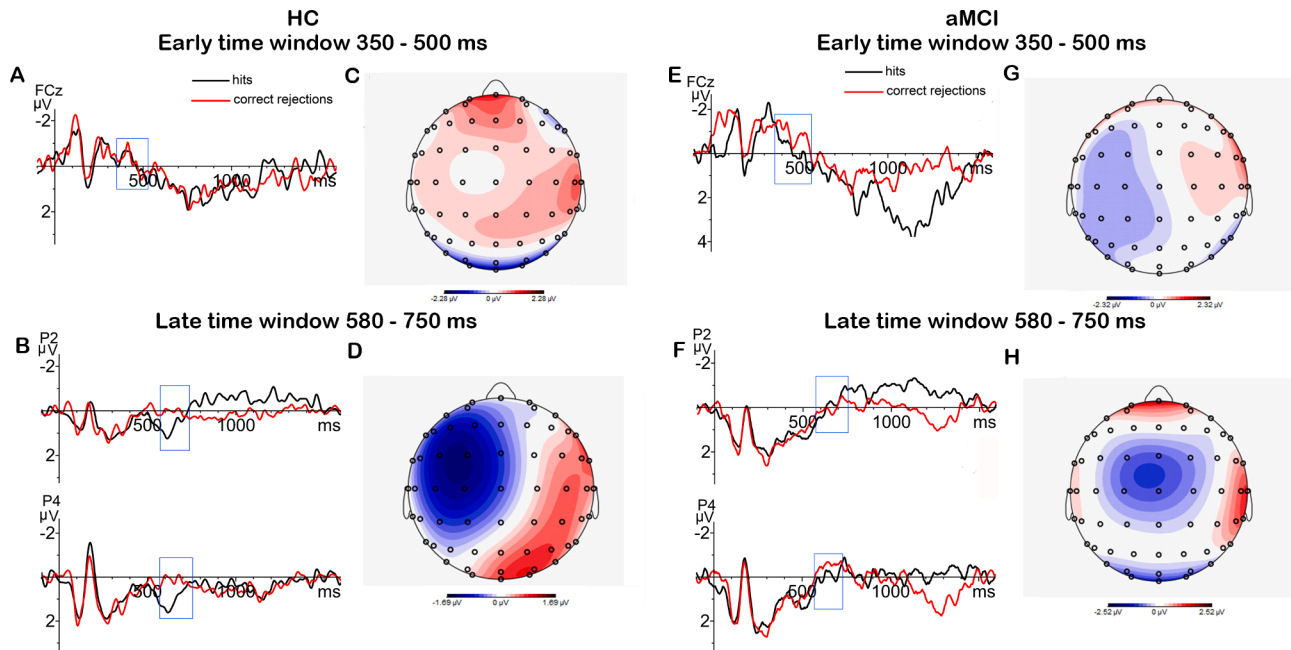 HC
Early time window 350 - 500 ms
A
FCz
µV
-2
2
500
1000
ms
hits
correct rejections
C
-2.28 µV 0 µV 2.28 µV
Late time window 580 - 750 ms
B
P2
µV
-2
2
500
1000
ms
P4
µV
-2
2
500
1000
ms
D
-1.69 µV 0 µV 1.69 µV
aMCI
Early time window 350 - 500 ms
E
FCz
µV
-2
2
4
500
1000
ms
hits
correct rejections
G
-2.32 µV 0 µV 2.32 µV
Late time window 580 - 750 ms
F
P2
µV
-2
2
500
1000
ms
P4
µV
-2
2
500
1000
ms
H
-2.52 µV 0 µV 2.52 µV